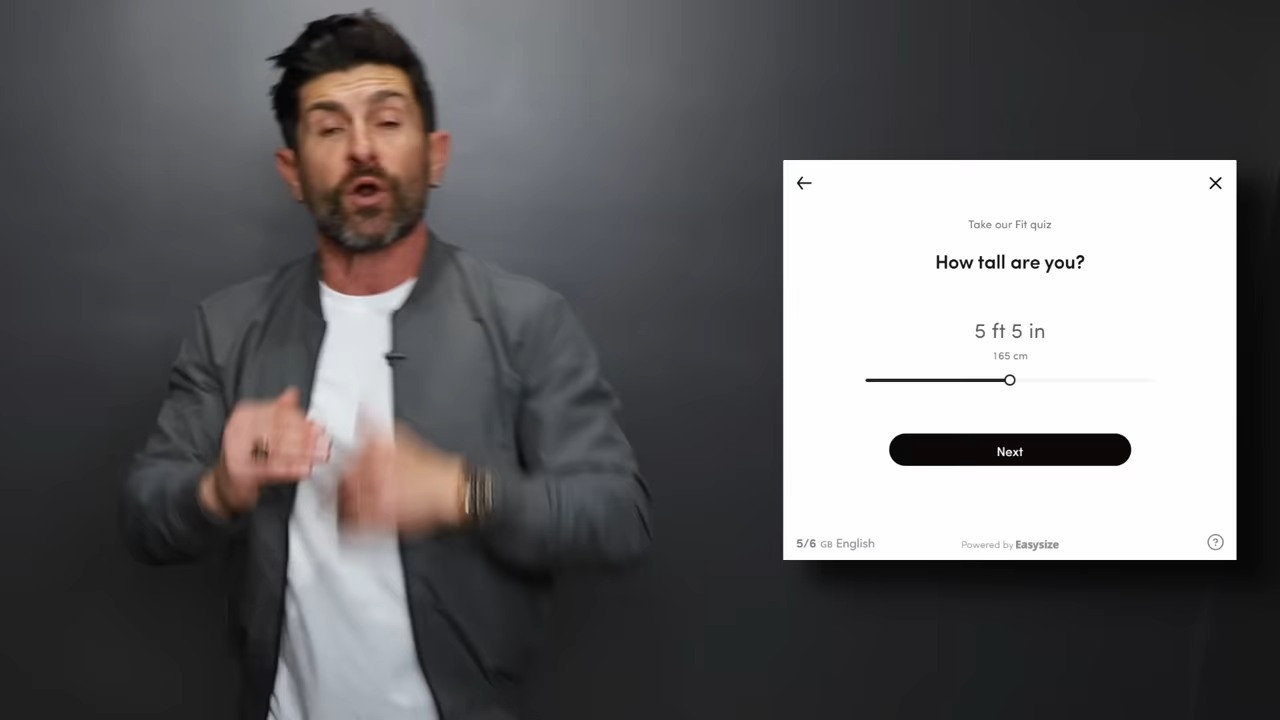 Take our Fit quiz
How tall are you?
5 ft 5 in
165 cm
Next
5/6 GB English
Powered by Easysize
?